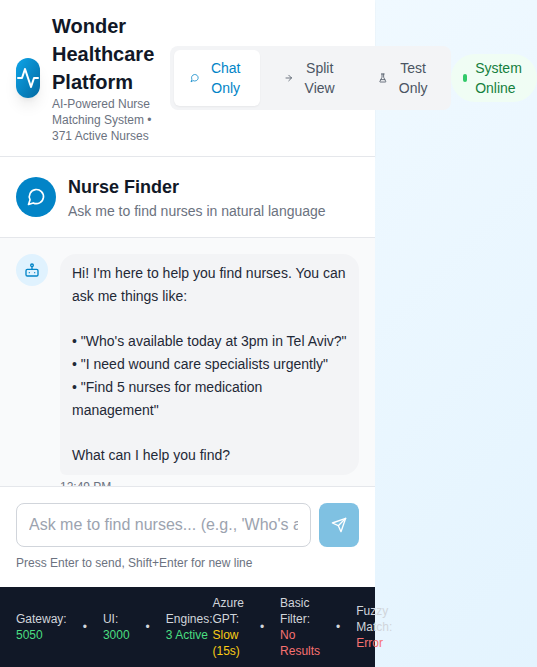 Wonder
Healthcare
Platform
AI-Powered Nurse
Matching System •
371 Active Nurses
Chat
Only
Split
View
Test
Only
System
Online
Nurse Finder
Ask me to find nurses in natural language
Hi! I'm here to help you find nurses. You can
ask me things like:
• "Who's available today at 3pm in Tel Aviv?"
• "I need wound care specialists urgently"
• "Find 5 nurses for medication
management"
What can I help you find?
12:49 PM
Ask me to find nurses... (e.g., 'Who's a
Press Enter to send, Shift+Enter for new line
Gateway:
5050
•
UI:
3000
•
Engines:
3 Active
Azure
GPT:
Slow
(15s)
•
Basic
Filter:
No
Results
•
Fuzzy
Match:
Error